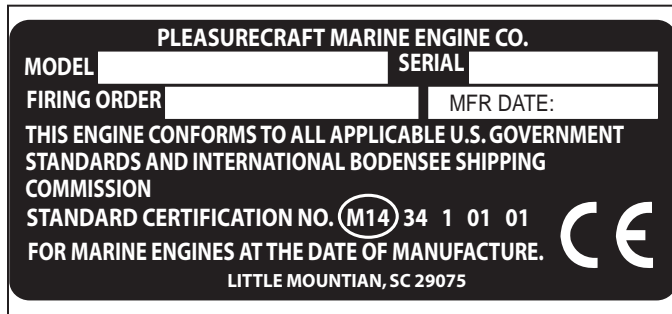 PLEASURECRAFT MARINE ENGINE CO.
MODEL SERIAL
FIRING ORDER MFR DATE:
THIS ENGINE CONFORMS TO ALL APPLICABLE U.S. GOVERNMENT
STANDARDS AND INTERNATIONAL BODENSEE SHIPPING
COMMISSION
STANDARD CERTIFICATION NO. M14 34 1 01 01
FOR MARINE ENGINES AT THE DATE OF MANUFACTURE.
CE
LITTLE MOUNTIAN, SC 29075